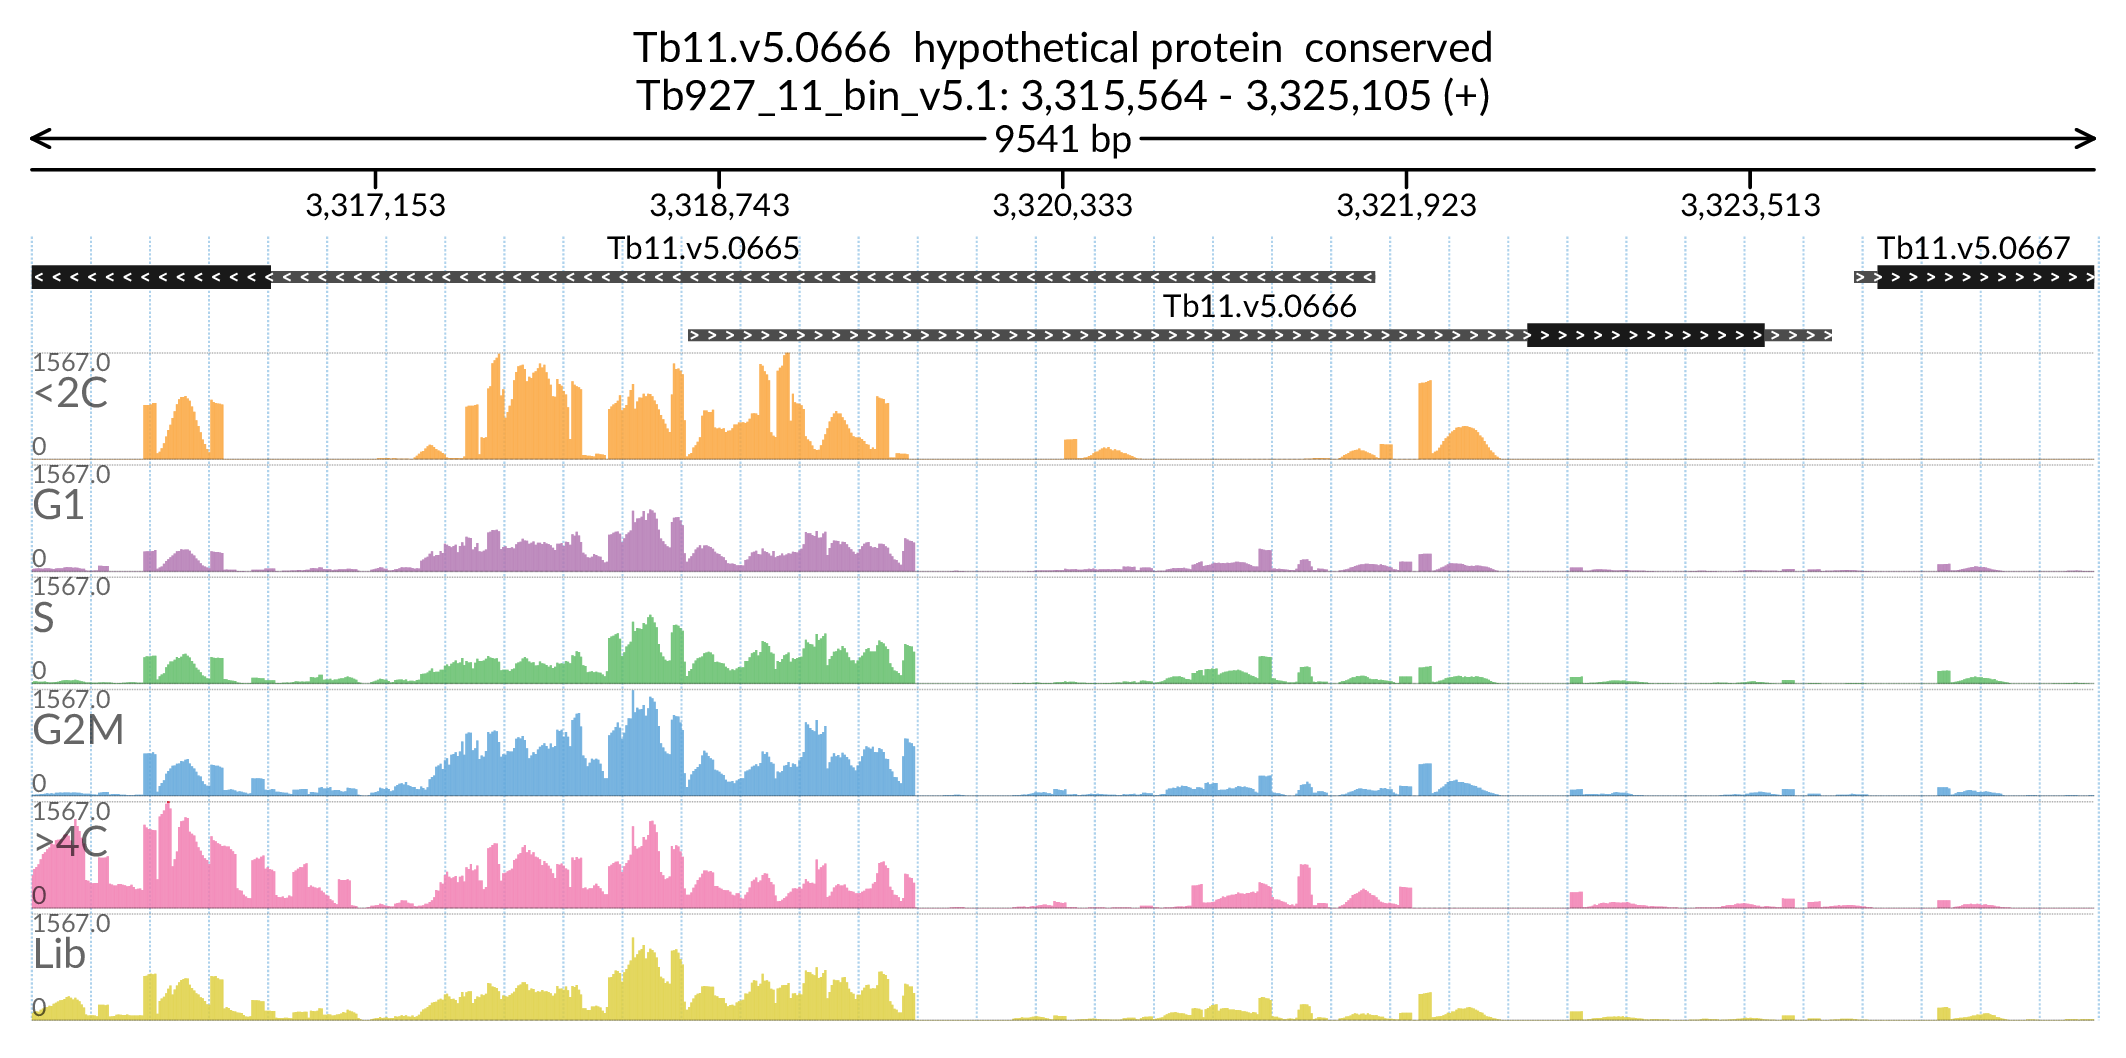 Tb11.v5.0666  hypothetical protein  conserved
Tb927_11_bin_v5.1: 3,315,564 - 3,325,105 (+)
9541 bp
3,317,153 3,318,743 3,320,333 3,321,923 3,323,513
Tb11.v5.0665 Tb11.v5.0667
Tb11.v5.0666
1567.0
<2C
0
1567.0
G1
0
1567.0
S
0
1567.0
G2M
0
1567.0
>4C
0
1567.0
Lib
0